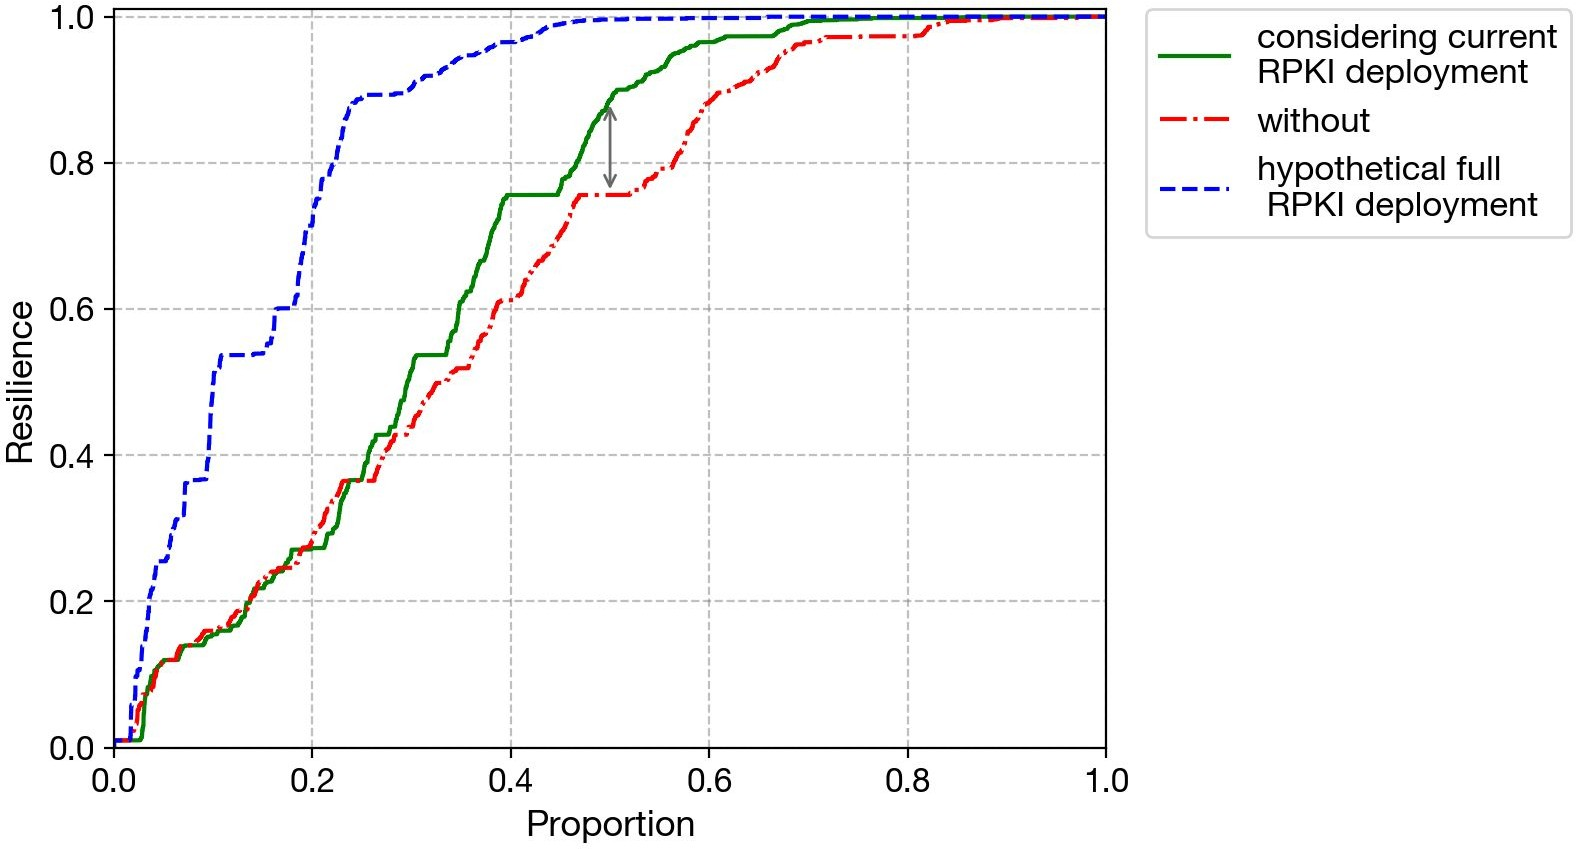 1.0
0.8
0.6
0.4
0.2
0.0
Resilience
0.0 0.2 0.4 0.6 0.8 1.0
Proportion
considering current
RPKI deployment
without
hypothetical full
RPKI deployment